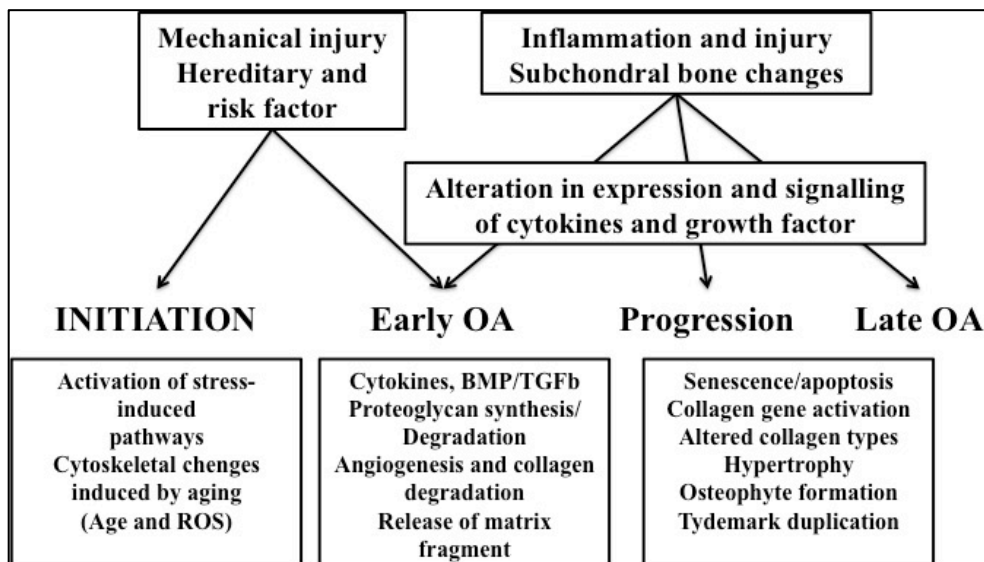 Mechanical injury
Hereditary and
risk factor
Inflammation and injury
Subchondral bone changes
Alteration in expression and signalling
of cytokines and growth factor
INITIATION
Early OA
Progression
Late OA
Activation of stress-
induced
pathways
Cytoskeletal chenges
induced by aging
(Age and ROS)
Cytokines, BMP/TGFb
Proteoglycan synthesis/
Degradation
Angiogenesis and collagen
degradation
Release of matrix
fragment
Senescence/apoptosis
Collagen gene activation
Altered collagen types
Hypertrophy
Osteophyte formation
Tydemark duplication